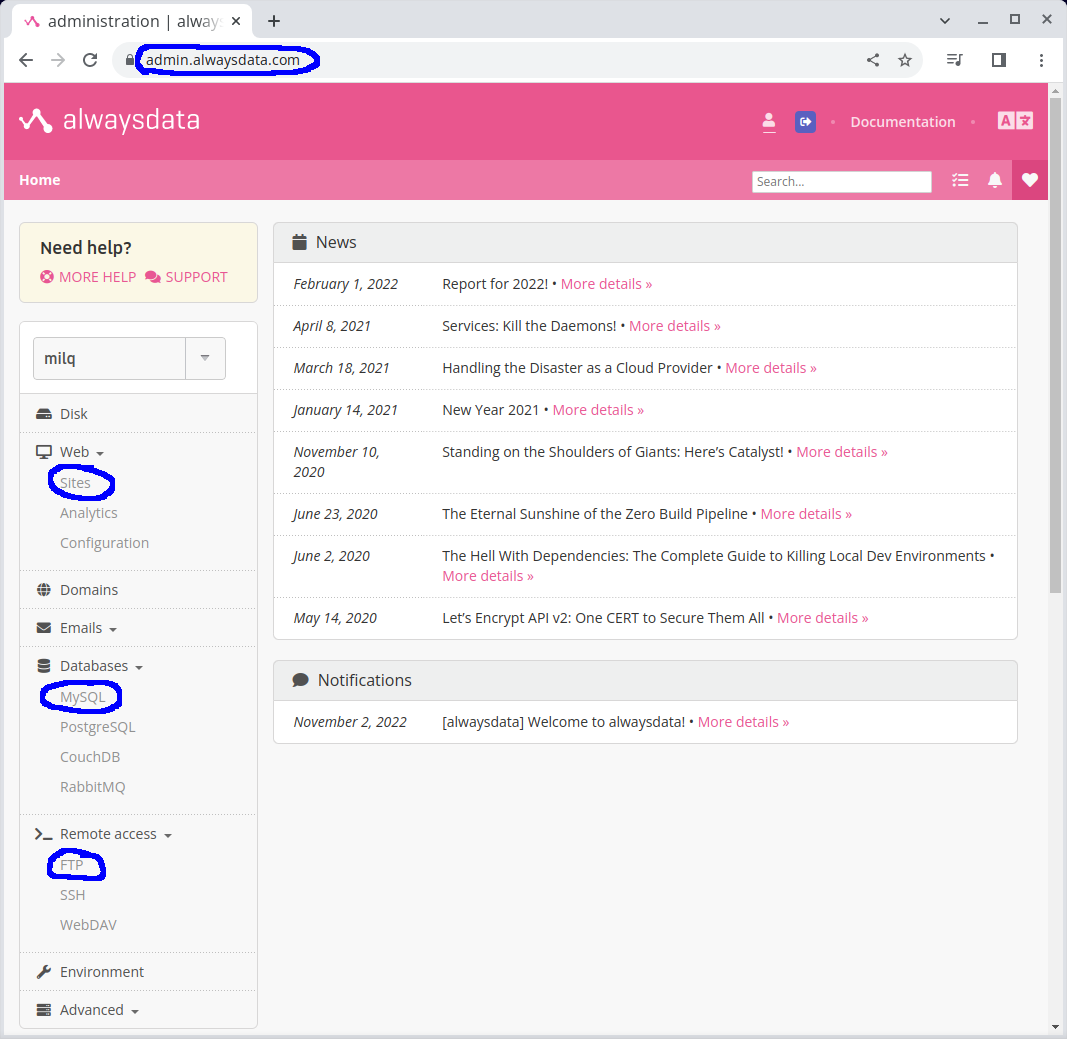 administration | alway
admin.alwaysdata.com
alwaysdata
Documentation
A
Home
Search...
Need help?
MORE HELP SUPPORT
milq
Disk
Web
Sites
Analytics
Configuration
Domains
Emails
Databases
MySQL
PostgreSQL
CouchDB
RabbitMQ
Remote access
FTP
SSH
WebDAV
Environment
Advanced
News
February 1, 2022 Report for 2022! • More details »
April 8, 2021 Services: Kill the Daemons! • More details »
March 18, 2021 Handling the Disaster as a Cloud Provider • More details »
January 14, 2021 New Year 2021 • More details »
November 10, Standing on the Shoulders of Giants: Here’s Catalyst! • More details »
2020
June 23, 2020 The Eternal Sunshine of the Zero Build Pipeline • More details »
June 2, 2020 The Hell With Dependencies: The Complete Guide to Killing Local Dev Environments •
More details »
May 14, 2020 Let’s Encrypt API v2: One CERT to Secure Them All • More details »
Notifications
November 2, 2022 [alwaysdata] Welcome to alwaysdata! • More details »